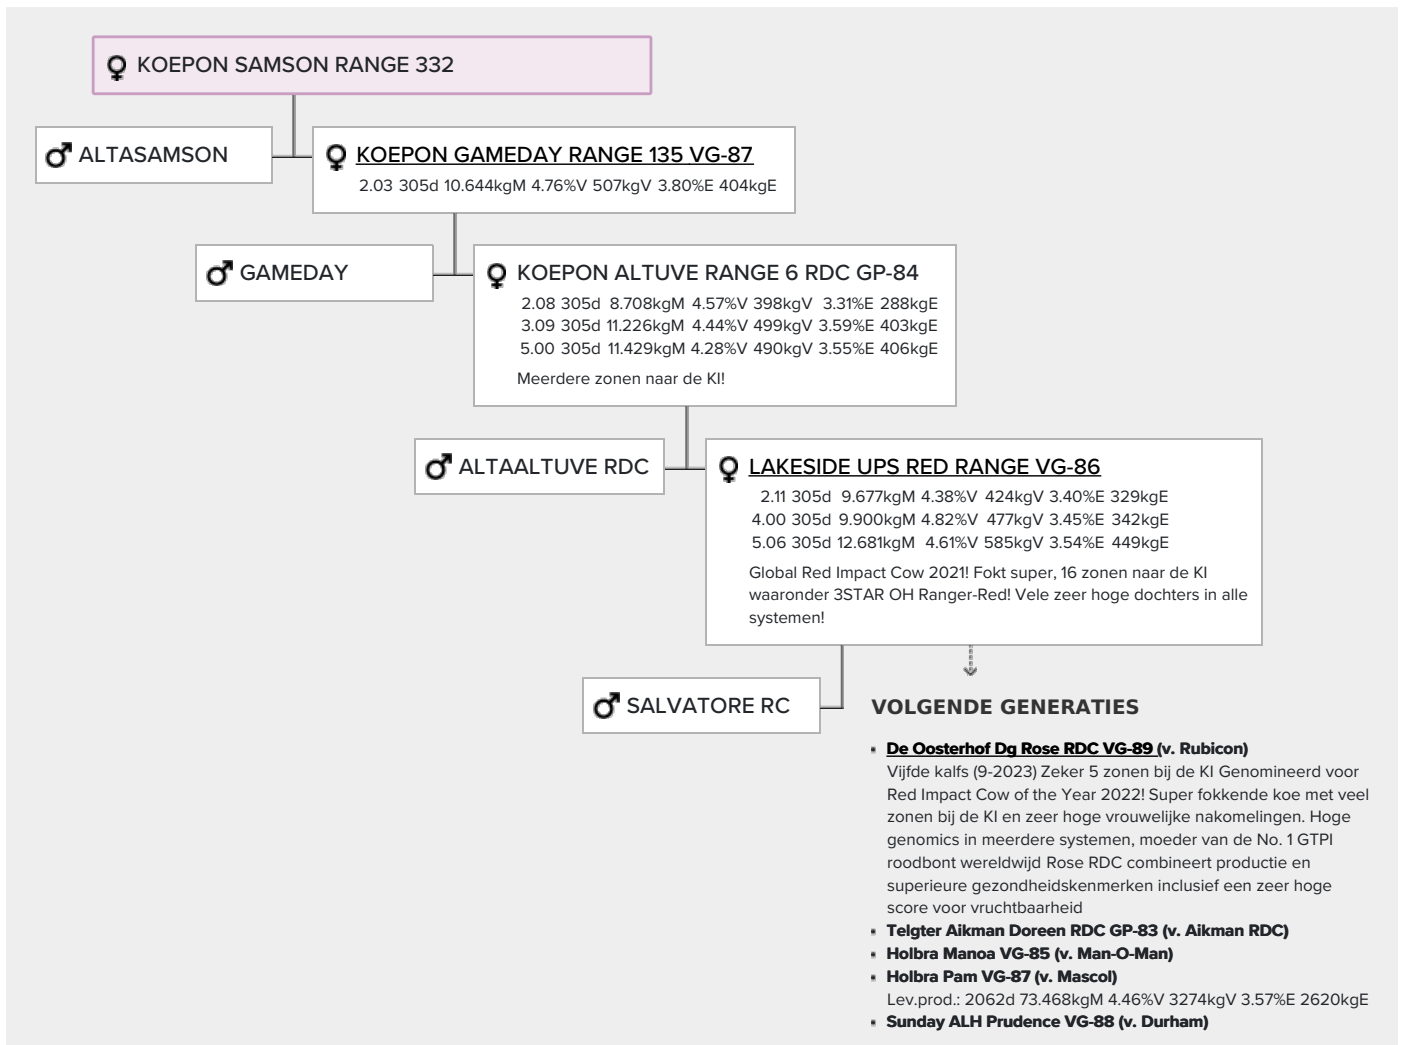 KOEPON SAMSON RANGE 332
ALTASAMSON
KOEPON GAMEDAY RANGE 135 VG-87
2.03 305d 10.644kgM 4.76%V 507kgV 3.80%E 404kgE
GAMEDAY
KOEPON ALTUVE RANGE 6 RDC GP-84
2.08 305d 8.708kgM 4.57%V 398kgV 3.31%E 288kgE
3.09 305d 11.226kgM 4.44%V 499kgV 3.59%E 403kgE
5.00 305d 11.429kgM 4.28%V 490kgV 3.55%E 406kgE
Meerdere zonen naar de KI!
ALTAALTUVE RDC
LAKESIDE UPS RED RANGE VG-86
2.11 305d 9.677kgM 4.38%V 424kgV 3.40%E 329kgE
4.00 305d 9.900kgM 4.82%V 477kgV 3.45%E 342kgE
5.06 305d 12.681kgM 4.61%V 585kgV 3.54%E 449kgE
Global Red Impact Cow 2021! Fokt super, 16 zonen naar de KI
waaronder 3STAR OH Ranger-Red! Vele zeer hoge dochters in alle
systemen!
SALVATORE RC
VOLGENDE GENERATIES
De Oosterhof Dg Rose RDC VG-89 (v. Rubicon)
Vijfde kalfs (9-2023) Zeker 5 zonen bij de KI Genomineerd voor
Red Impact Cow of the Year 2022! Super fokkende koe met veel
zonen bij de KI en zeer hoge vrouwelijke nakomelingen. Hoge
genomics in meerdere systemen, moeder van de No. 1 GTPI
roodbont wereldwijd Rose RDC combineert productie en
superieure gezondheidskenmerken inclusief een zeer hoge
score voor vruchtbaarheid
Telgter Aikman Doreen RDC GP-83 (v. Aikman RDC)
Holbra Manoa VG-85 (v. Man-O-Man)
Holbra Pam VG-87 (v. Mascol)
Lev.prod.: 2062d 73.468kgM 4.46%V 3274kgV 3.57%E 2620kgE
Sunday ALH Prudence VG-88 (v. Durham)